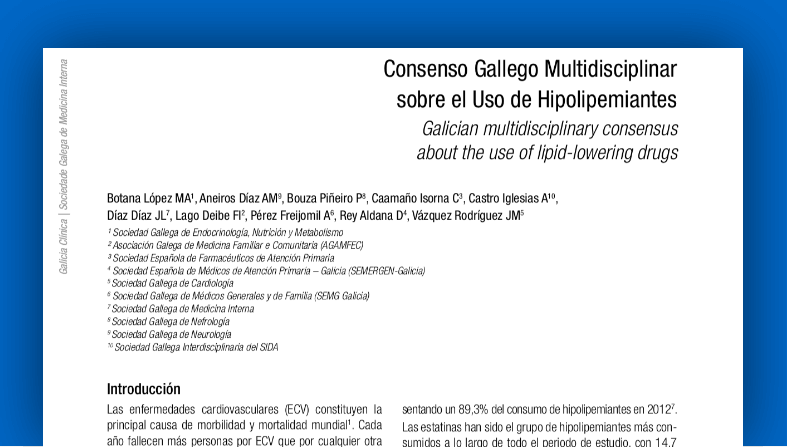 Consenso Gallego Multidisciplinar
sobre el Uso de Hipolipemiantes
Galician multidisciplinary consensus
about the use of lipid-lowering drugs
Galicia Clínica | Sociedade Galega de Medicina Interna
Botana López MA¹, Aneiros Díaz AM⁹, Bouza Piñeiro P⁸, Caamaño Isorna C³, Castro Iglesias A¹⁰,
Díaz Díaz JL⁷, Lago Deibe FI², Pérez Freijomil A⁶, Rey Aldana D⁴, Vázquez Rodríguez JM⁵
¹ Sociedad Gallega de Endocrinología, Nutrición y Metabolismo
² Asociación Galega de Medicina Familiar e Comunitaria (AGAMFEC)
³ Sociedad Española de Farmacéuticos de Atención Primaria
⁴ Sociedad Española de Médicos de Atención Primaria – Galicia (SEMERGEN-Galicia)
⁵ Sociedad Gallega de Cardiología
⁶ Sociedad Gallega de Médicos Generales y de Familia (SEMG Galicia)
⁷ Sociedad Gallega de Medicina Interna
⁸ Sociedad Gallega de Nefrología
⁹ Sociedad Gallega de Neurología
¹⁰ Sociedad Gallega Interdisciplinaria del SIDA
Introducción
Las enfermedades cardiovasculares (ECV) constituyen la
principal causa de morbilidad y mortalidad mundial¹. Cada
año fallecen más personas por ECV que por cualquier otra
sentando un 89,3% del consumo de hipolipemiantes en 2012⁷.
Las estatinas han sido el grupo de hipolipemiantes más con-
sumidos a lo largo de todo el periodo de estudio, con 14,7